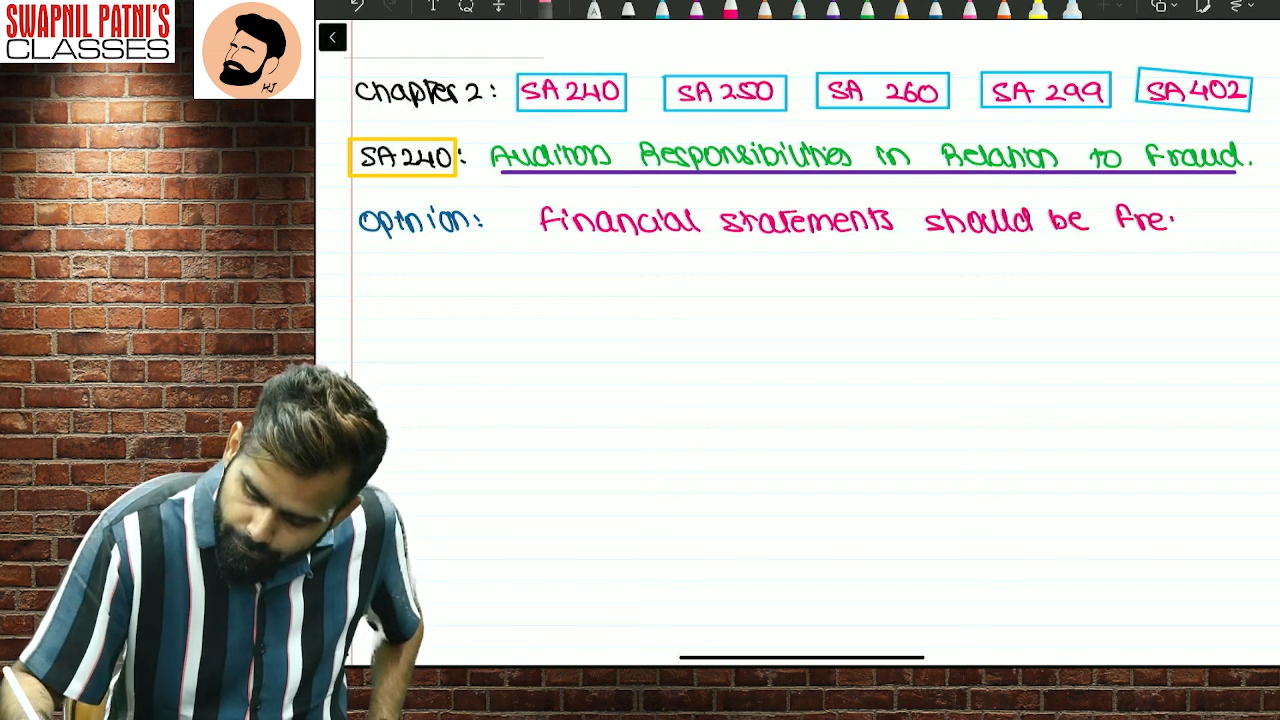 SWAPNIL PATNI'S
CLASSES
Chapter 2: SA 240 SA 250 SA 260 SA 299 SA 402
SA 240: Auditors Responsibilities in Relation to Fraud.
Opinion: Financial statements should be fre